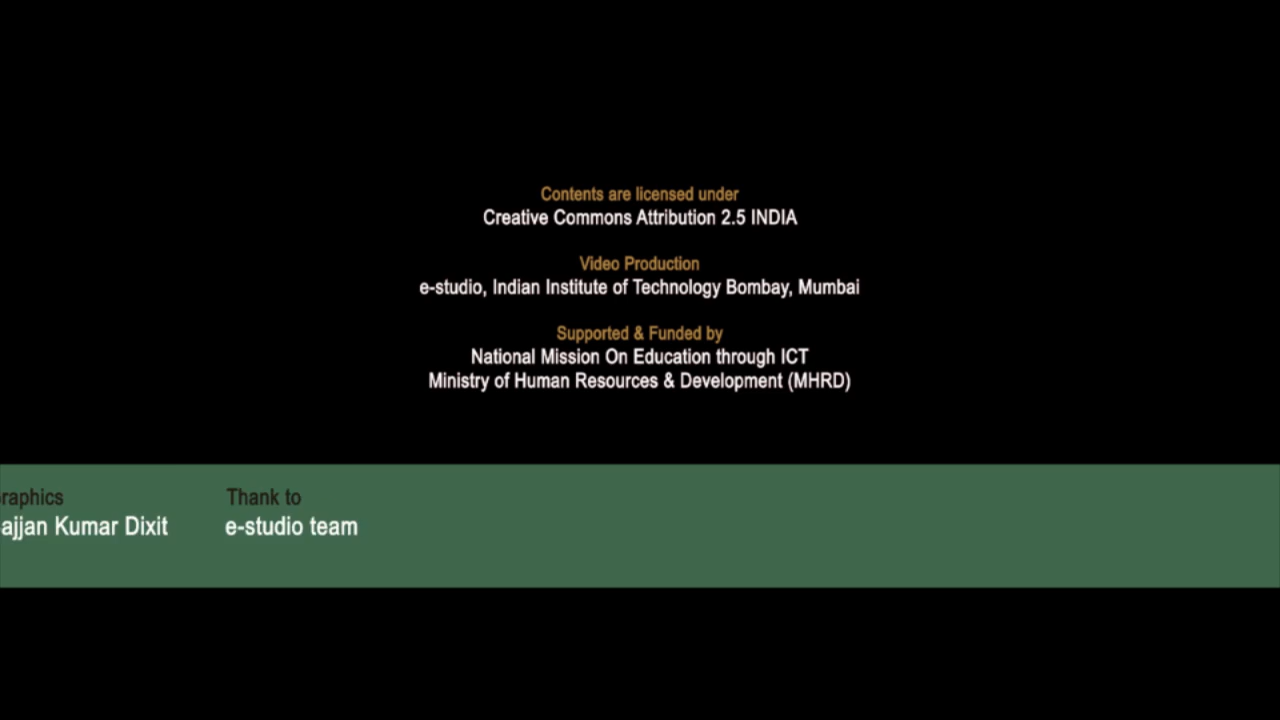 Contents are licensed under
Creative Commons Attribution 2.5 INDIA
Video Production
e-studio, Indian Institute of Technology Bombay, Mumbai
Supported & Funded by
National Mission On Education through ICT
Ministry of Human Resources & Development (MHRD)
raphics Thank to
ajjan Kumar Dixit e-studio team